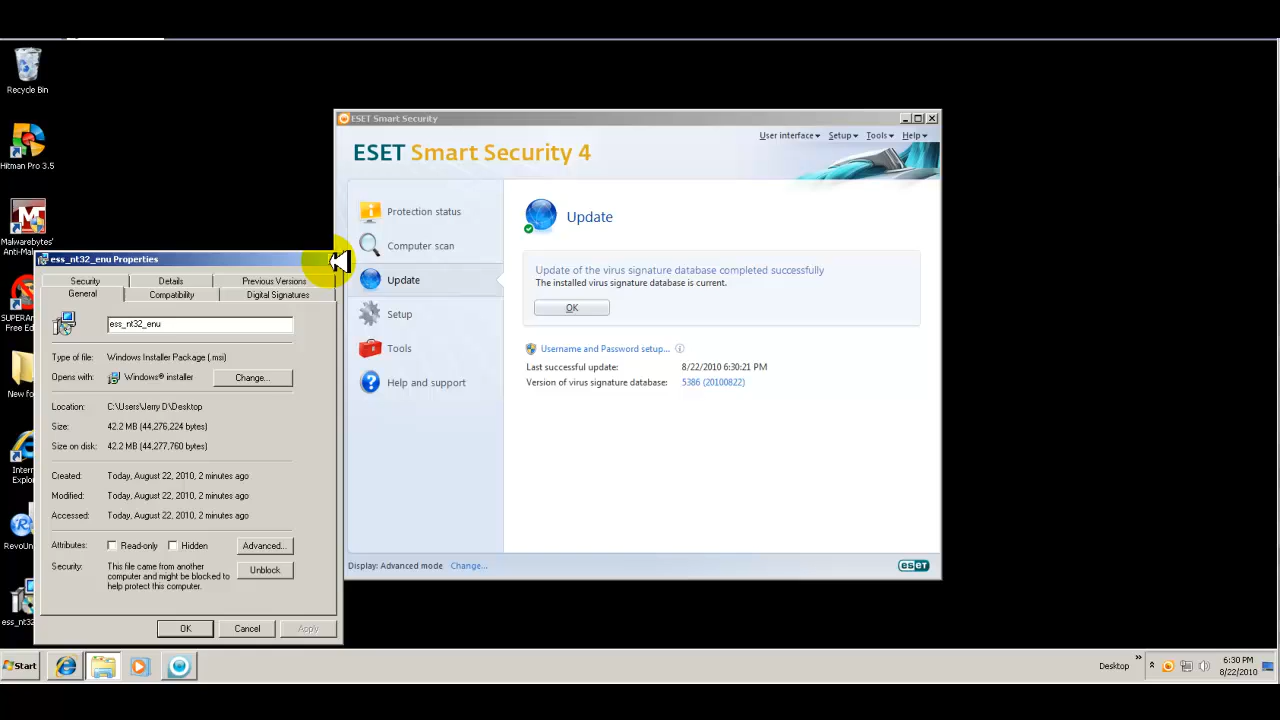 Recycle Bin
Hitman Pro 3.5
Malwarebytes'
Anti-Mal
SUPERAn
Free Ed
New fo
Intern
Explo
RevoUn
ess_nt32
ess_nt32_enu Properties
Security Details Previous Versions
General Compatibility Digital Signatures
ess_nt32_enu
Type of file: Windows Installer Package (.msi)
Opens with: Windows® installer Change...
Location: C:\Users\Jerry D\Desktop
Size: 42.2 MB (44,276,224 bytes)
Size on disk: 42.2 MB (44,277,760 bytes)
Created: Today, August 22, 2010, 2 minutes ago
Modified: Today, August 22, 2010, 2 minutes ago
Accessed: Today, August 22, 2010, 2 minutes ago
Attributes: Read-only Hidden Advanced...
Security: This file came from another
computer and might be blocked to
help protect this computer.
Unblock
OK Cancel Apply
ESET Smart Security
User interface Setup Tools Help
ESET Smart Security 4
Protection status
Computer scan
Update
Setup
Tools
Help and support
Update
Update of the virus signature database completed successfully
The installed virus signature database is current.
OK
Username and Password setup...
Last successful update: 8/22/2010 6:30:21 PM
Version of virus signature database: 5386 (20100822)
Display: Advanced mode Change...
eset
Start
Desktop
6:30 PM
8/22/2010